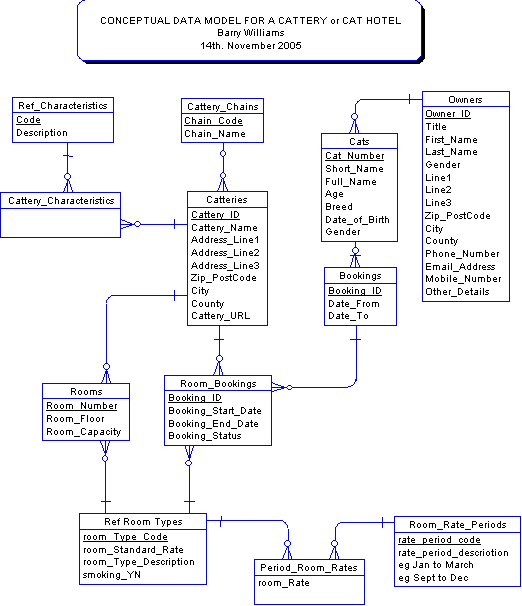 CONCEPTUAL DATA MODEL FOR A CATTERY or CAT HOTEL
Barry Williams
14th. November 2005
Ref_Characteristics
Code
Description
Cattery_Chains
Chain_Code
Chain_Name
Cats
Cat_Number
Short_Name
Full_Name
Age
Breed
Date_of_Birth
Gender
Owners
Owner_ID
Title
First_Name
Last_Name
Gender
Line1
Line2
Line3
Zip_PostCode
City
County
Phone_Number
Email_Address
Mobile_Number
Other_Details
Cattery_Characteristics
Catteries
Cattery_ID
Cattery_Name
Address_Line1
Address_Line2
Address_Line3
Zip_PostCode
City
County
Cattery_URL
Bookings
Booking_ID
Date_From
Date_To
Rooms
Room_Number
Room_Floor
Room_Capacity
Room_Bookings
Booking_ID
Booking_Start_Date
Booking_End_Date
Booking_Status
Ref Room Types
room_Type_Code
room_Standard_Rate
room_Type_Description
smoking_YN
Period_Room_Rates
room_Rate
Room_Rate_Periods
rate_period_code
rate_period_descriotion
eg Jan to March
eg Sept to Dec